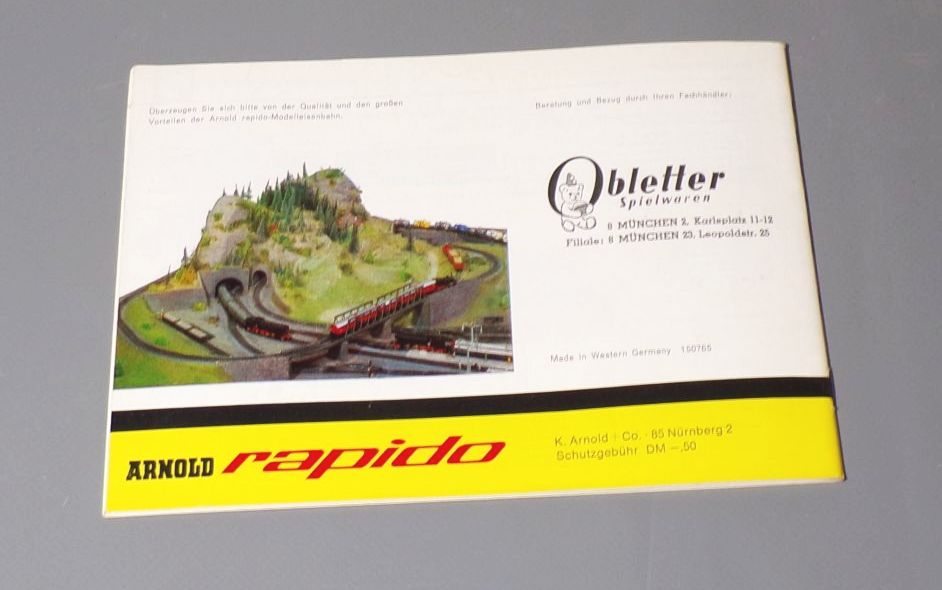 Überzeugen Sie sich bitte von der Qualität und den großen
Vorteilen der Arnold rapido-Modelleisenbahn.
Beratung und Bezug durch Ihren Fachhändler:
Obletter
Spielwaren
8 MÜNCHEN 2, Karlsplatz 11-12
Filiale: 8 MÜNCHEN 23, Leopoldstr. 25
Made in Western Germany 150765
ARNOLD rapido
K. Arnold + Co. · 85 Nürnberg 2
Schutzgebühr DM –,50